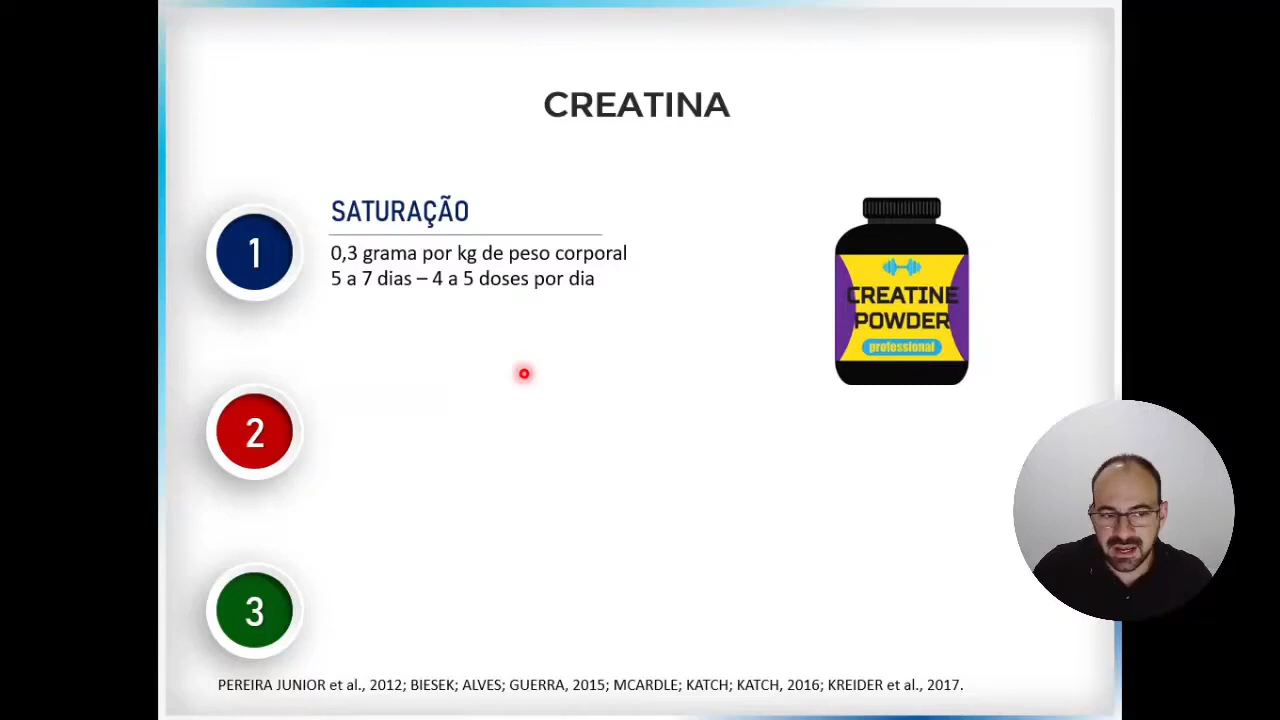 CREATINA
1
SATURAÇÃO
0,3 grama por kg de peso corporal
5 a 7 dias – 4 a 5 doses por dia
CREATINE
POWDER
professional
2
3
PEREIRA JUNIOR et al., 2012; BIESEK; ALVES; GUERRA, 2015; MCARDLE; KATCH; KATCH, 2016; KREIDER et al., 2017.